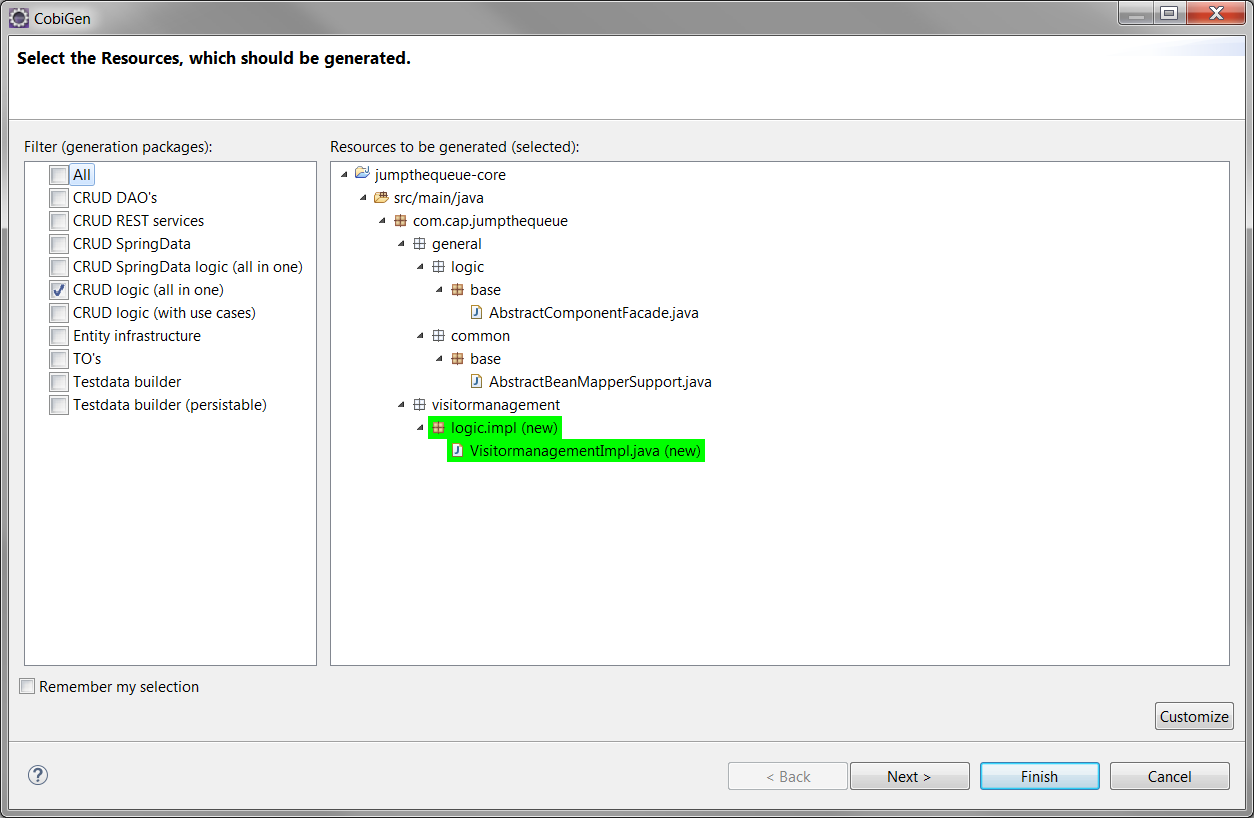 CobiGen
Select the Resources, which should be generated.
Filter (generation packages):
All
CRUD DAO's
CRUD REST services
CRUD SpringData
CRUD SpringData logic (all in one)
CRUD logic (all in one)
CRUD logic (with use cases)
Entity infrastructure
TO's
Testdata builder
Testdata builder (persistable)
Resources to be generated (selected):
jumpthequeue-core
src/main/java
com.cap.jumpthequeue
general
logic
base
AbstractComponentFacade.java
common
base
AbstractBeanMapperSupport.java
visitormanagement
logic.impl (new)
VisitormanagementImpl.java (new)
Remember my selection
Customize
?
< Back
Next >
Finish
Cancel